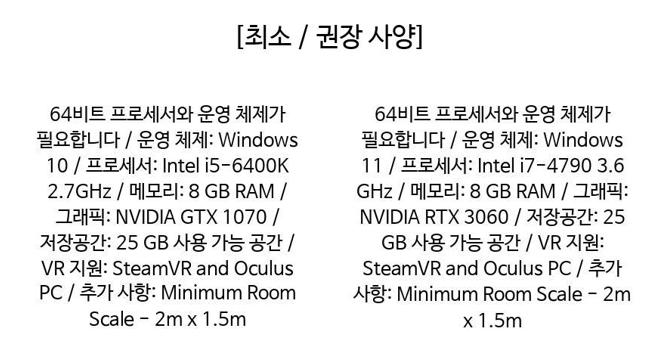 [최소 / 권장 사양]
64비트 프로세서와 운영 체제가
필요합니다 / 운영 체제: Windows
10 / 프로세서: Intel i5-6400K
2.7GHz / 메모리: 8 GB RAM /
그래픽: NVIDIA GTX 1070 /
저장공간: 25 GB 사용 가능 공간 /
VR 지원: SteamVR and Oculus
PC / 추가 사항: Minimum Room
Scale - 2m x 1.5m
64비트 프로세서와 운영 체제가
필요합니다 / 운영 체제: Windows
11 / 프로세서: Intel i7-4790 3.6
GHz / 메모리: 8 GB RAM / 그래픽:
NVIDIA RTX 3060 / 저장공간: 25
GB 사용 가능 공간 / VR 지원:
SteamVR and Oculus PC / 추가
사항: Minimum Room Scale - 2m
x 1.5m